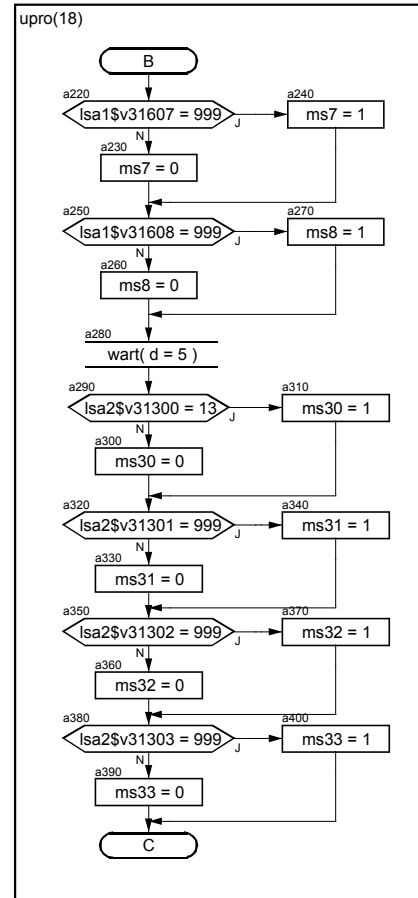 upro(18)
B
a220
lsa1$v31607 = 999
J
N
a240
ms7 = 1
a230
ms7 = 0
a250
lsa1$v31608 = 999
J
N
a270
ms8 = 1
a260
ms8 = 0
a280
wart( d = 5 )
a290
lsa2$v31300 = 13
J
N
a310
ms30 = 1
a300
ms30 = 0
a320
lsa2$v31301 = 999
J
N
a340
ms31 = 1
a330
ms31 = 0
a350
lsa2$v31302 = 999
J
N
a370
ms32 = 1
a360
ms32 = 0
a380
lsa2$v31303 = 999
J
N
a400
ms33 = 1
a390
ms33 = 0
C